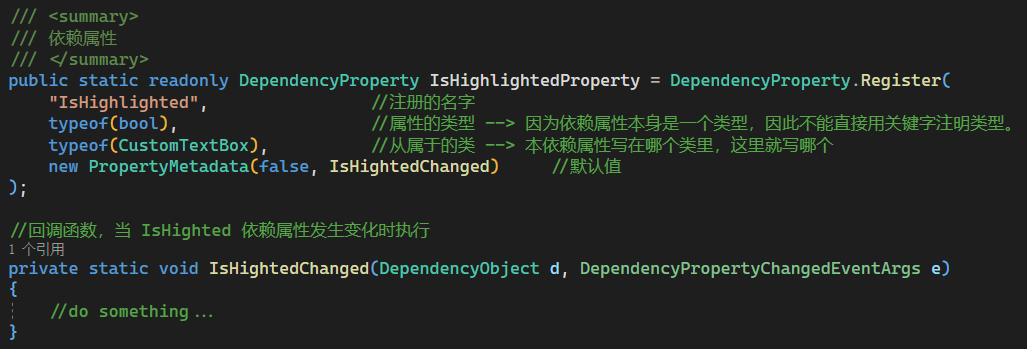 /// <summary>
/// 依赖属性
/// </summary>
public static readonly DependencyProperty IsHighlightedProperty = DependencyProperty.Register(
"IsHighlighted", //注册的名字
typeof(bool), //属性的类型 --> 因为依赖属性本身是一个类型，因此不能直接用关键字注明类型。
typeof(CustomTextBox), //从属于的类 --> 本依赖属性写在哪个类里，这里就写哪个
new PropertyMetadata(false, IsHightedChanged) //默认值
);
//回调函数，当 IsHighted 依赖属性发生变化时执行
1 个引用
private static void IsHightedChanged(DependencyObject d, DependencyPropertyChangedEventArgs e)
{
//do something...
}